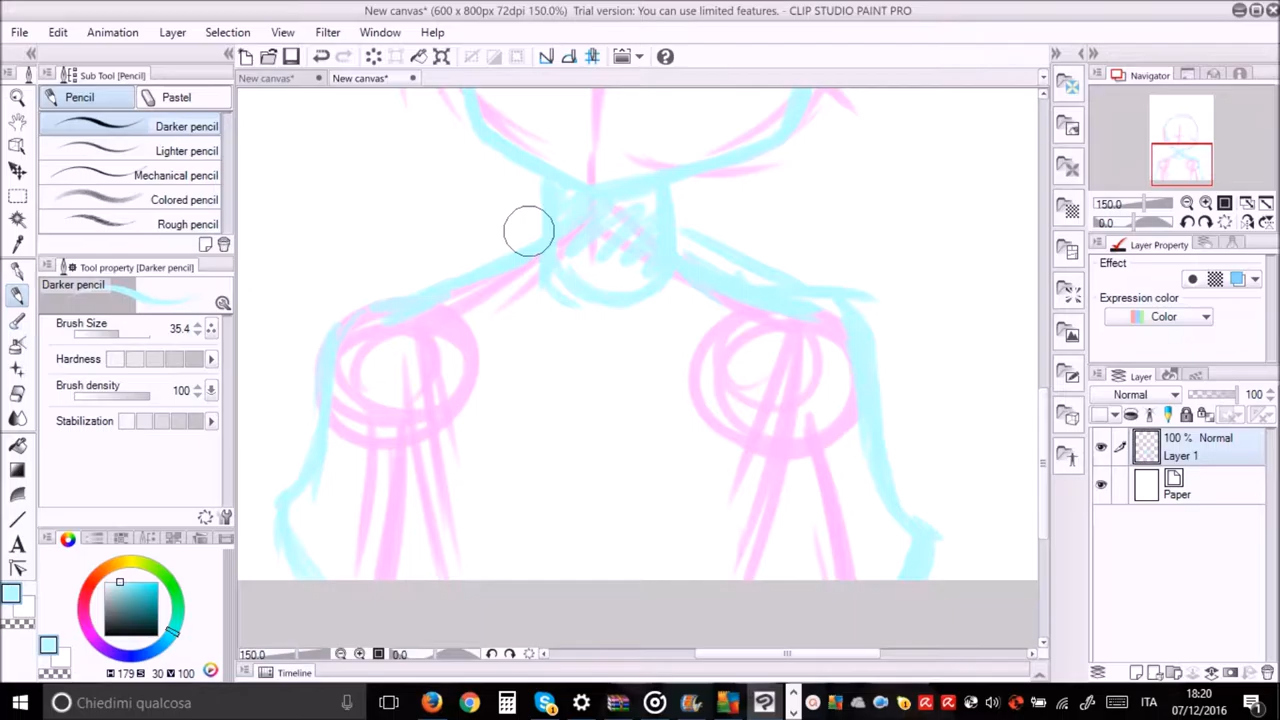 New canvas* (600 x 800px 72dpi 150.0%)  Trial version: You can use limited features. - CLIP STUDIO PAINT PRO
File Edit Animation Layer Selection View Filter Window Help
Sub Tool [Pencil]
New canvas* New canvas*
Navigator
Pencil Pastel
Darker pencil
Lighter pencil
Mechanical pencil
Colored pencil
Rough pencil
150.0
0.0
Layer Property
Tool property [Darker pencil]
Effect
Darker pencil
Expression color
Color
Brush Size 35.4
Hardness
Brush density 100
Stabilization
Layer
Normal 100
100 % Normal
Layer 1
Paper
H 179 S 30 V 100
150.0 0.0
Timeline
Chiedimi qualcosa
ITA
18:20
07/12/2016